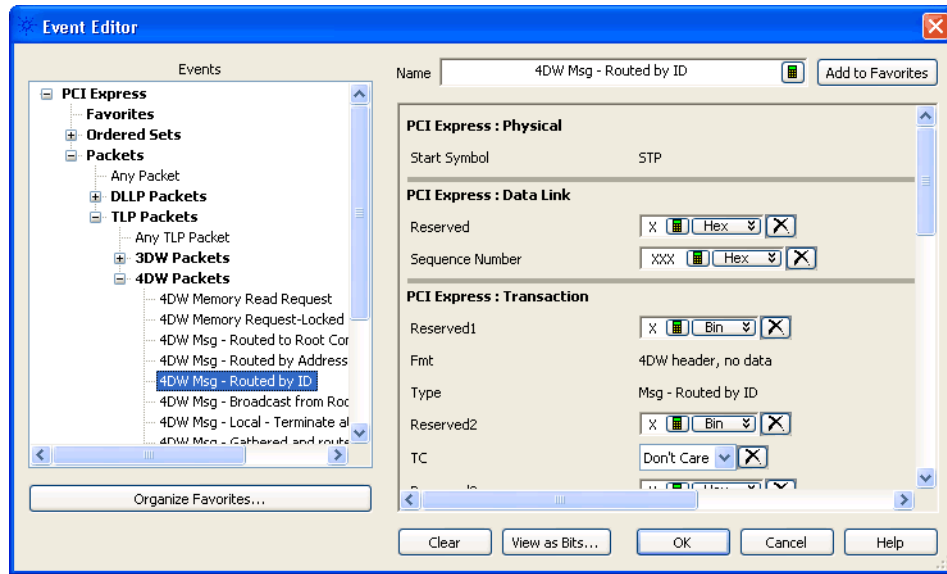 Event Editor
Events
PCI Express
Favorites
Ordered Sets
Packets
Any Packet
DLLP Packets
TLP Packets
Any TLP Packet
3DW Packets
4DW Packets
4DW Memory Read Request
4DW Memory Request-Locked
4DW Msg - Routed to Root Cor
4DW Msg - Routed by Address
4DW Msg - Routed by ID
4DW Msg - Broadcast from Roo
4DW Msg - Local - Terminate at
4DW Msg - Gathered and route
Organize Favorites...
Name 4DW Msg - Routed by ID Add to Favorites
PCI Express : Physical
Start Symbol STP
PCI Express : Data Link
Reserved X Hex X
Sequence Number XXX Hex X
PCI Express : Transaction
Reserved1 X Bin X
Fmt 4DW header, no data
Type Msg - Routed by ID
Reserved2 X Bin X
TC Don't Care X
Clear View as Bits... OK Cancel Help